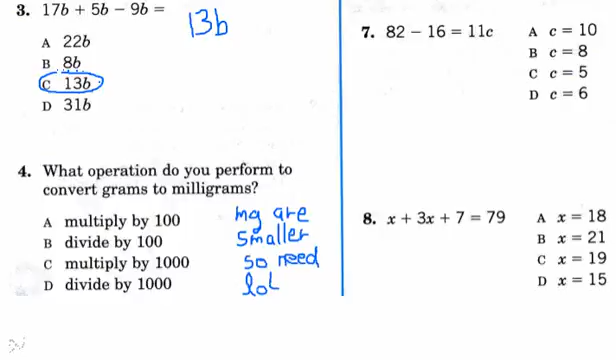 3. 17b + 5b − 9b =
13b
A 22b
B 8b
C 13b
D 31b
4. What operation do you perform to
convert grams to milligrams?
A multiply by 100
B divide by 100
C multiply by 1000
D divide by 1000
mg are
smaller
so need
lot
7. 82 − 16 = 11c
A c = 10
B c = 8
C c = 5
D c = 6
8. x + 3x + 7 = 79
A x = 18
B x = 21
C x = 19
D x = 15